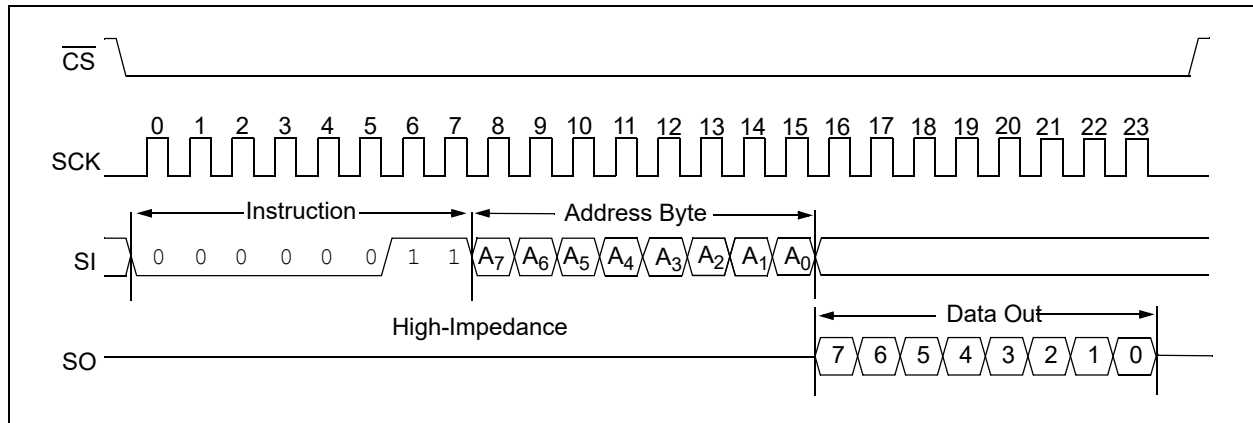 CS
0 1 2 3 4 5 6 7 8 9 10 11 12 13 14 15 16 17 18 19 20 21 22 23
SCK
Instruction Address Byte
SI 0 0 0 0 0 0 1 1 A7 A6 A5 A4 A3 A2 A1 A0
Data Out
High-Impedance
SO 7 6 5 4 3 2 1 0